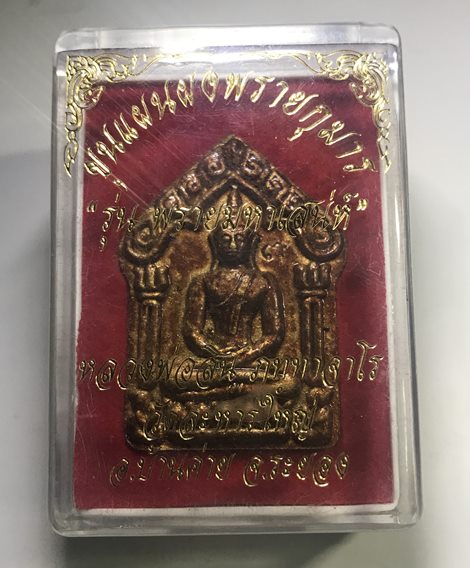 ขุนแผนผงพรายกุมาร
"รุ่น พรายมหาเสน่ห์"
หลวงพ่อสิน ภทฺทาจาโร
วัดละหารใหญ่
อ.บ้านค่าย จ.ระยอง